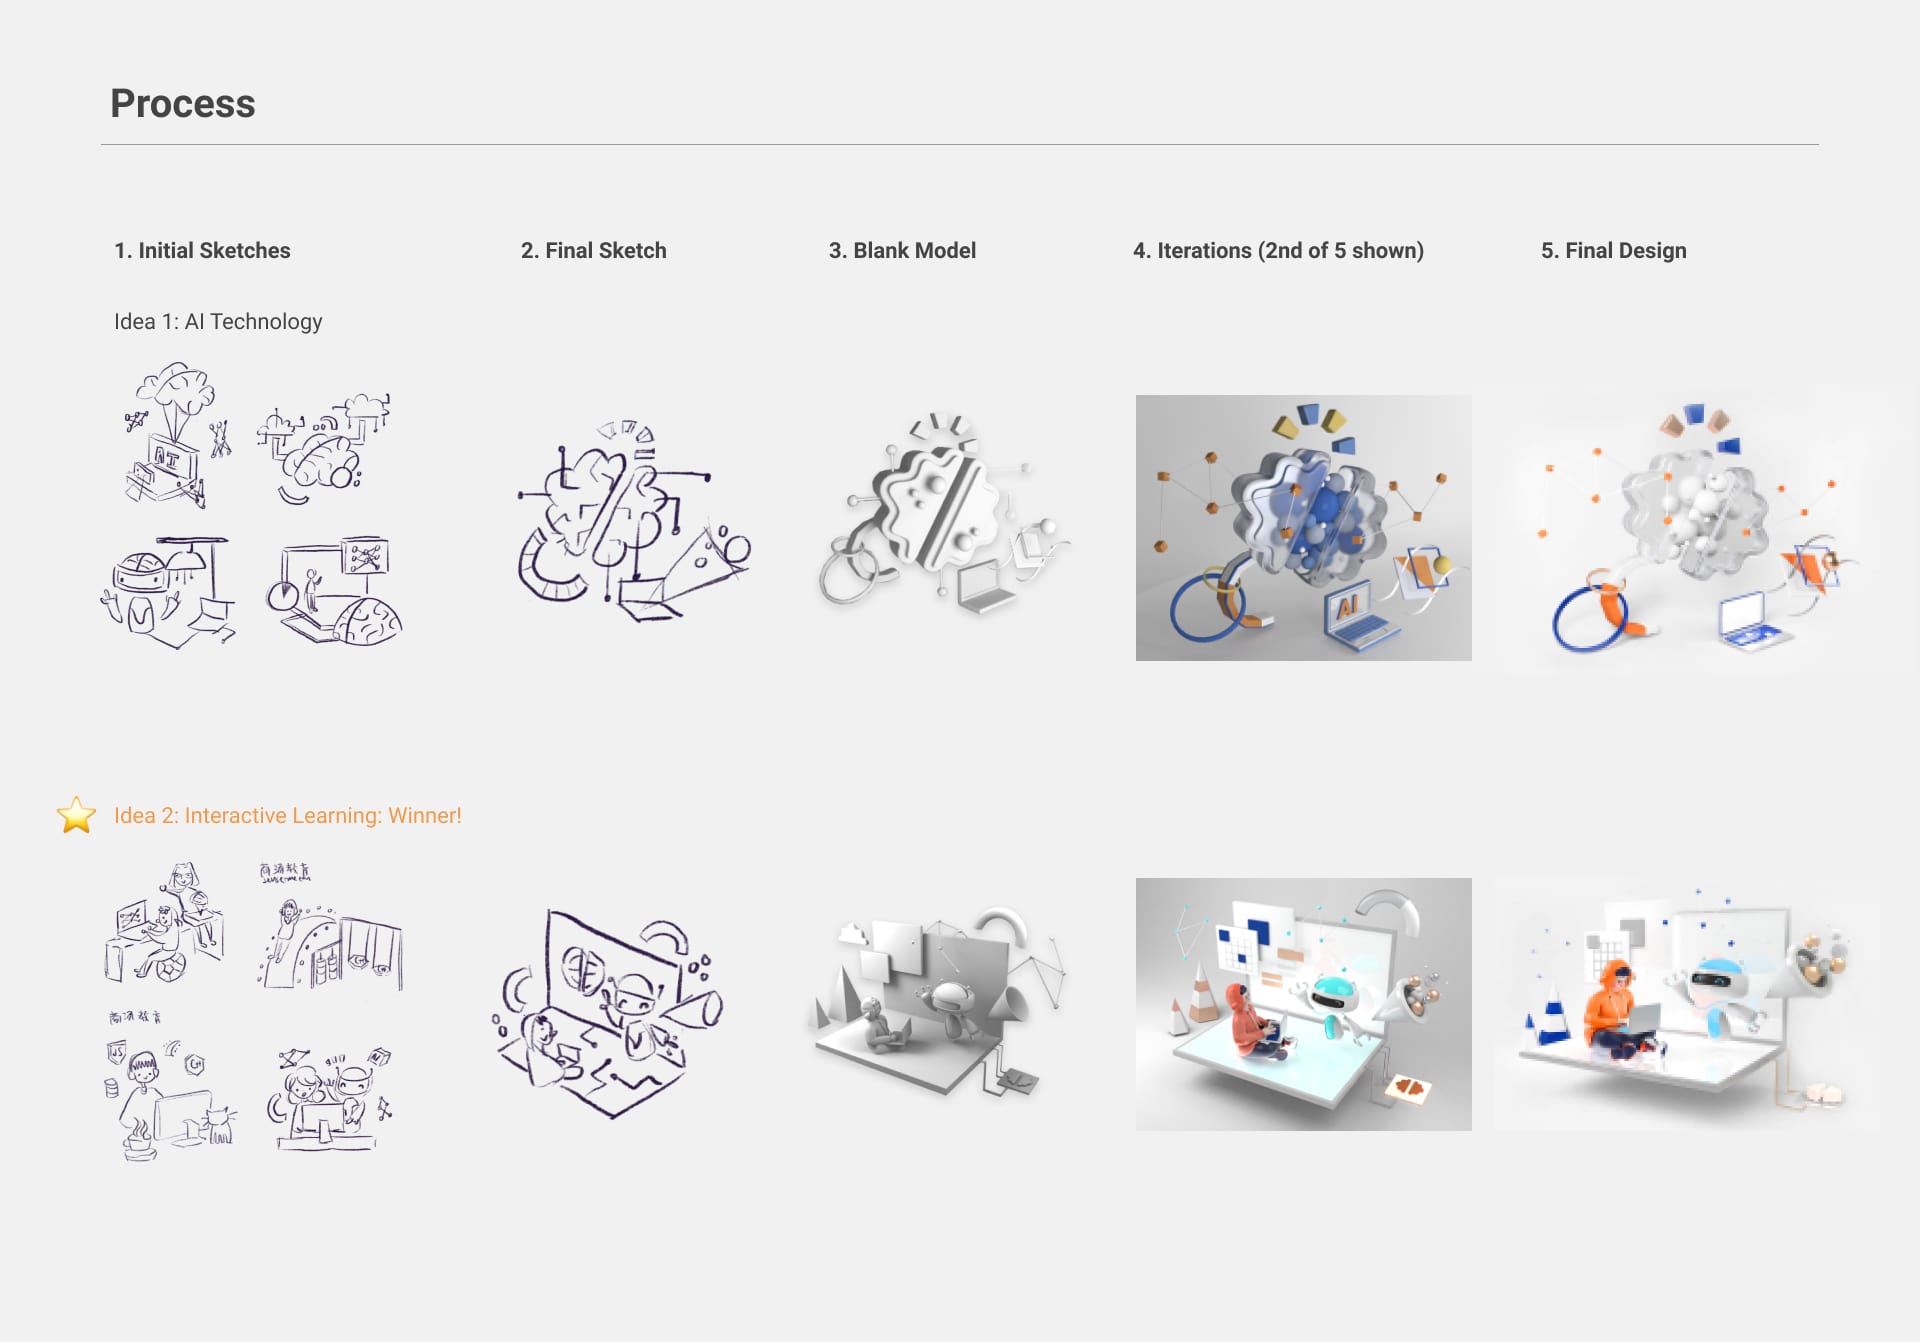 Process
1. Initial Sketches
2. Final Sketch
3. Blank Model
4. Iterations (2nd of 5 shown)
5. Final Design
Idea 1: AI Technology
AI
AI
Idea 2: Interactive Learning: Winner!
商汤教育
商汤教育
JS
C+